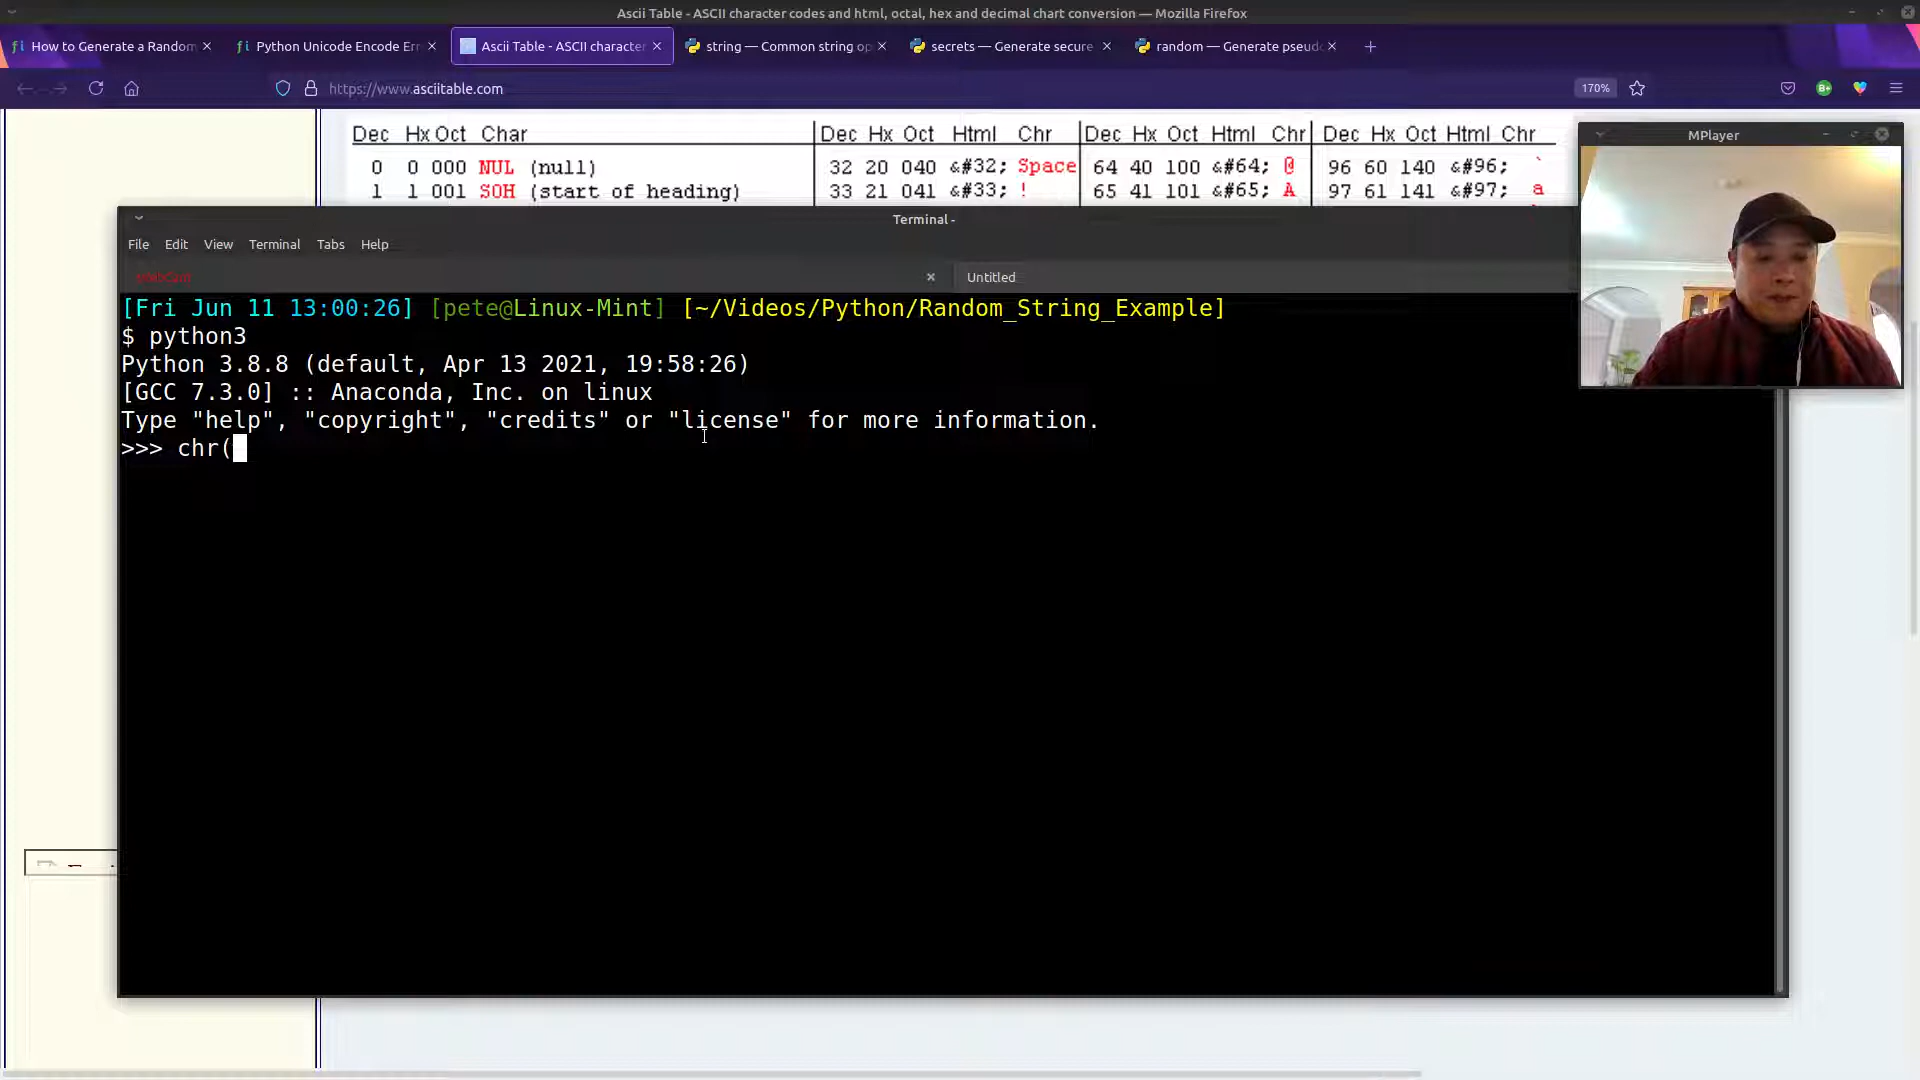 Ascii Table - ASCII character codes and html, octal, hex and decimal chart conversion — Mozilla Firefox
How to Generate a Random
Python Unicode Encode Err
Ascii Table - ASCII character
string — Common string op
secrets — Generate secure
random — Generate pseudo
https://www.asciitable.com
170%
B+
Dec Hx Oct Char
Dec Hx Oct Html Chr
Dec Hx Oct Html Chr
Dec Hx Oct Html Chr
0 0 000 NUL (null)
32 20 040 &#32; Space
64 40 100 &#64; @
96 60 140 &#96; `
1 1 001 SOH (start of heading)
33 21 041 &#33; !
65 41 101 &#65; A
97 61 141 &#97; a
MPlayer
Terminal -
File Edit View Terminal Tabs Help
Untitled
[Fri Jun 11 13:00:26] [pete@Linux-Mint] [~/Videos/Python/Random_String_Example]
$ python3
Python 3.8.8 (default, Apr 13 2021, 19:58:26)
[GCC 7.3.0] :: Anaconda, Inc. on linux
Type "help", "copyright", "credits" or "license" for more information.
>>> chr(